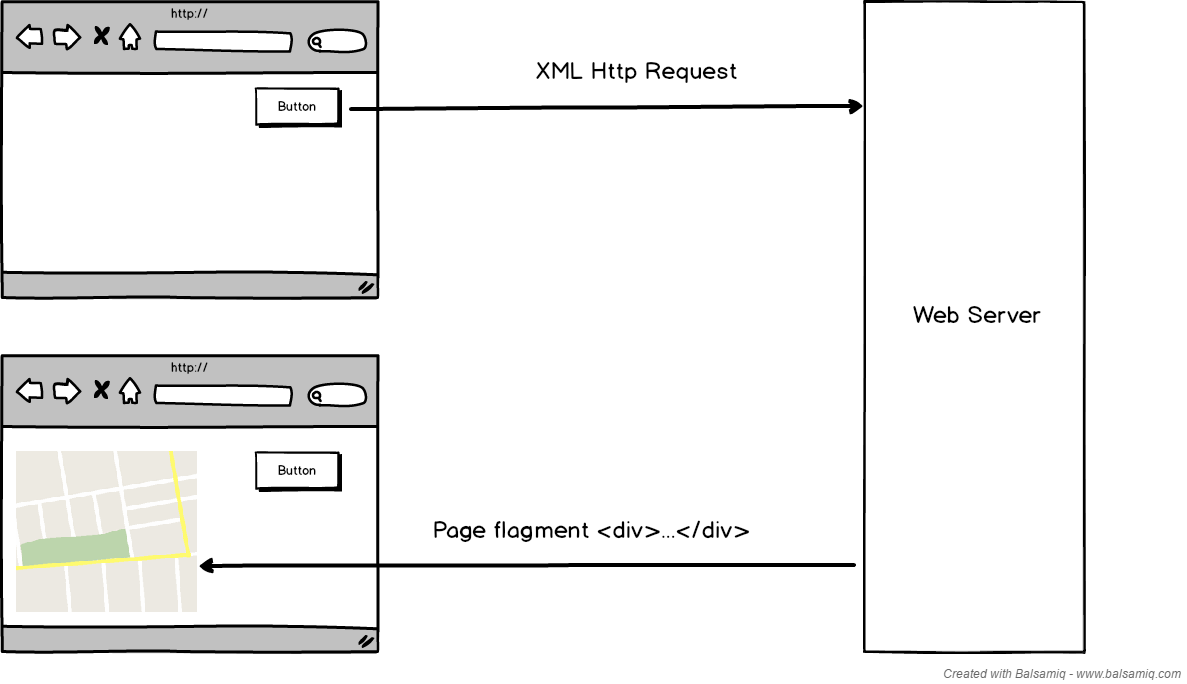 http://
Button
XML Http Request
Web Server
http://
Button
Page flagment <div>...</div>
Created with Balsamiq - www.balsamiq.com